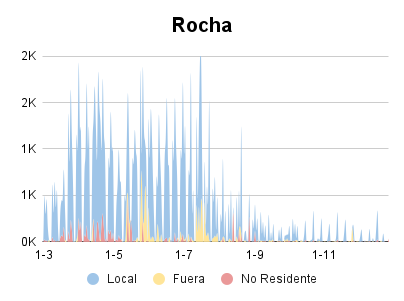 Rocha
2K
2K
1K
1K
0K
1-3 1-5 1-7 1-9 1-11
Local Fuera No Residente